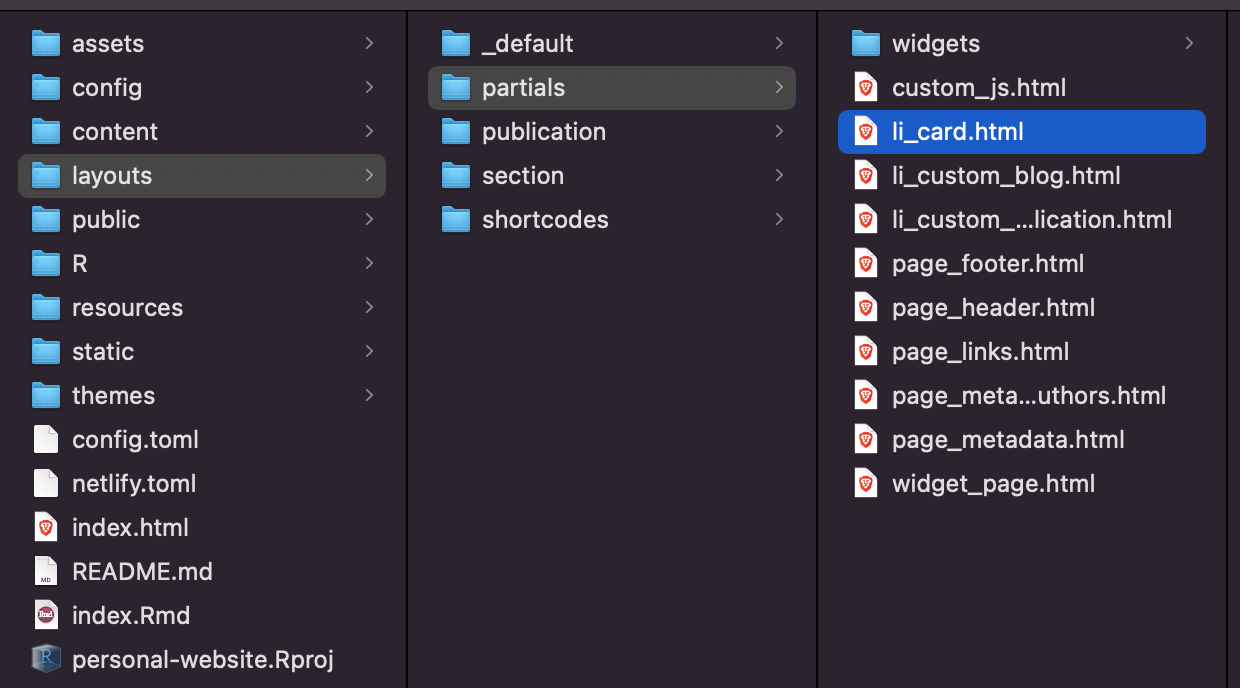 assets
config
content
layouts
public
R
resources
static
themes
config.toml
netlify.toml
index.html
README.md
index.Rmd
personal-website.Rproj
_default
partials
publication
section
shortcodes
widgets
custom_js.html
li_card.html
li_custom_blog.html
li_custom_...lication.html
page_footer.html
page_header.html
page_links.html
page_meta...uthors.html
page_metadata.html
widget_page.html
MD
Rmd
R